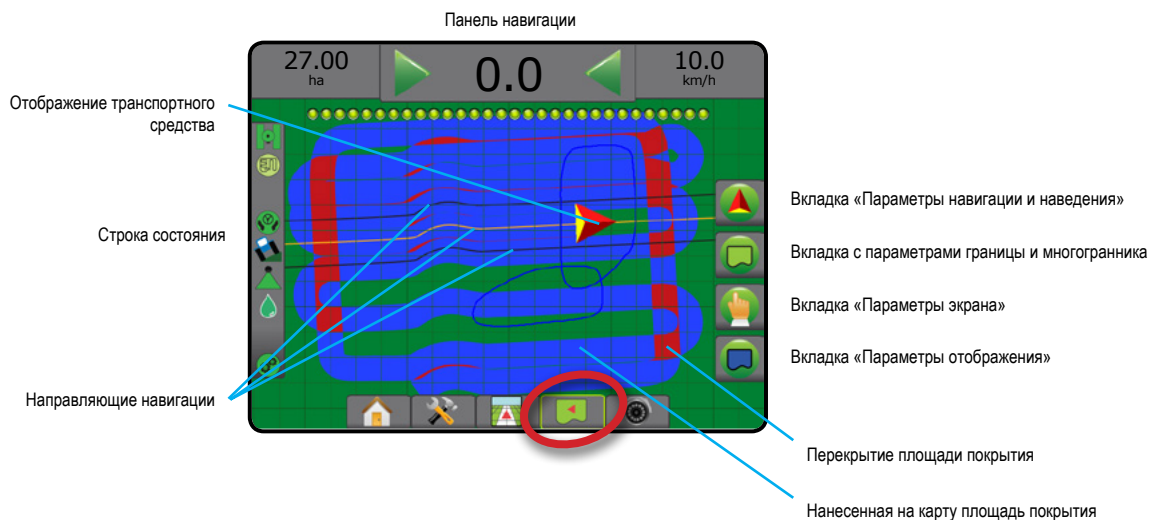 Панель навигации
27.00
ha
0.0
10.0
km/h
Отображение транспортного
средства
Строка состояния
Направляющие навигации
Вкладка «Параметры навигации и наведения»
Вкладка с параметрами границы и многогранника
Вкладка «Параметры экрана»
Вкладка «Параметры отображения»
Перекрытие площади покрытия
Нанесенная на карту площадь покрытия